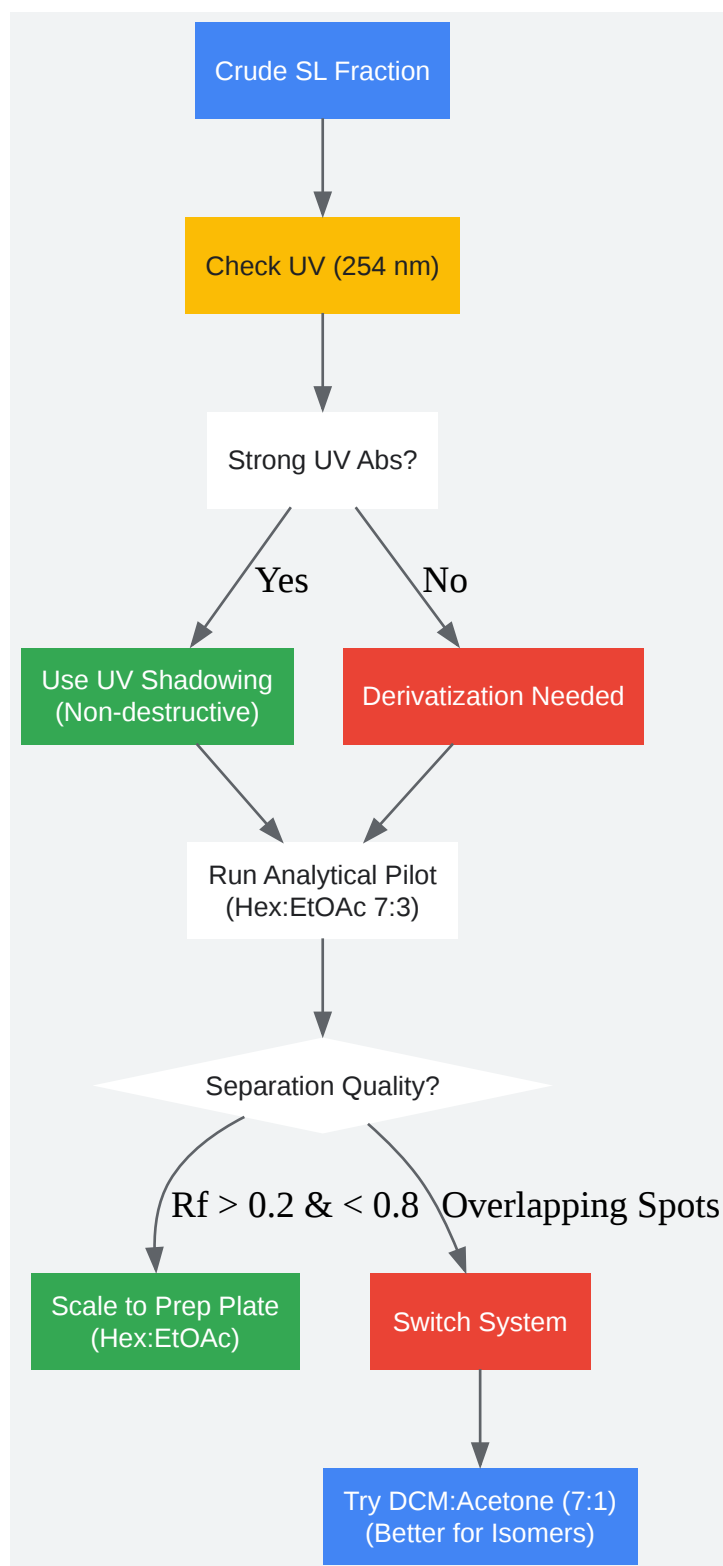 Crude SL Fraction
Check UV (254 nm)
Strong UV Abs?
Yes
No
Use UV Shadowing
(Non-destructive)
Derivatization Needed
Run Analytical Pilot
(Hex:EtOAc 7:3)
Separation Quality?
Rf > 0.2 & < 0.8
Overlapping Spots
Scale to Prep Plate
(Hex:EtOAc)
Switch System
Try DCM:Acetone (7:1)
(Better for Isomers)